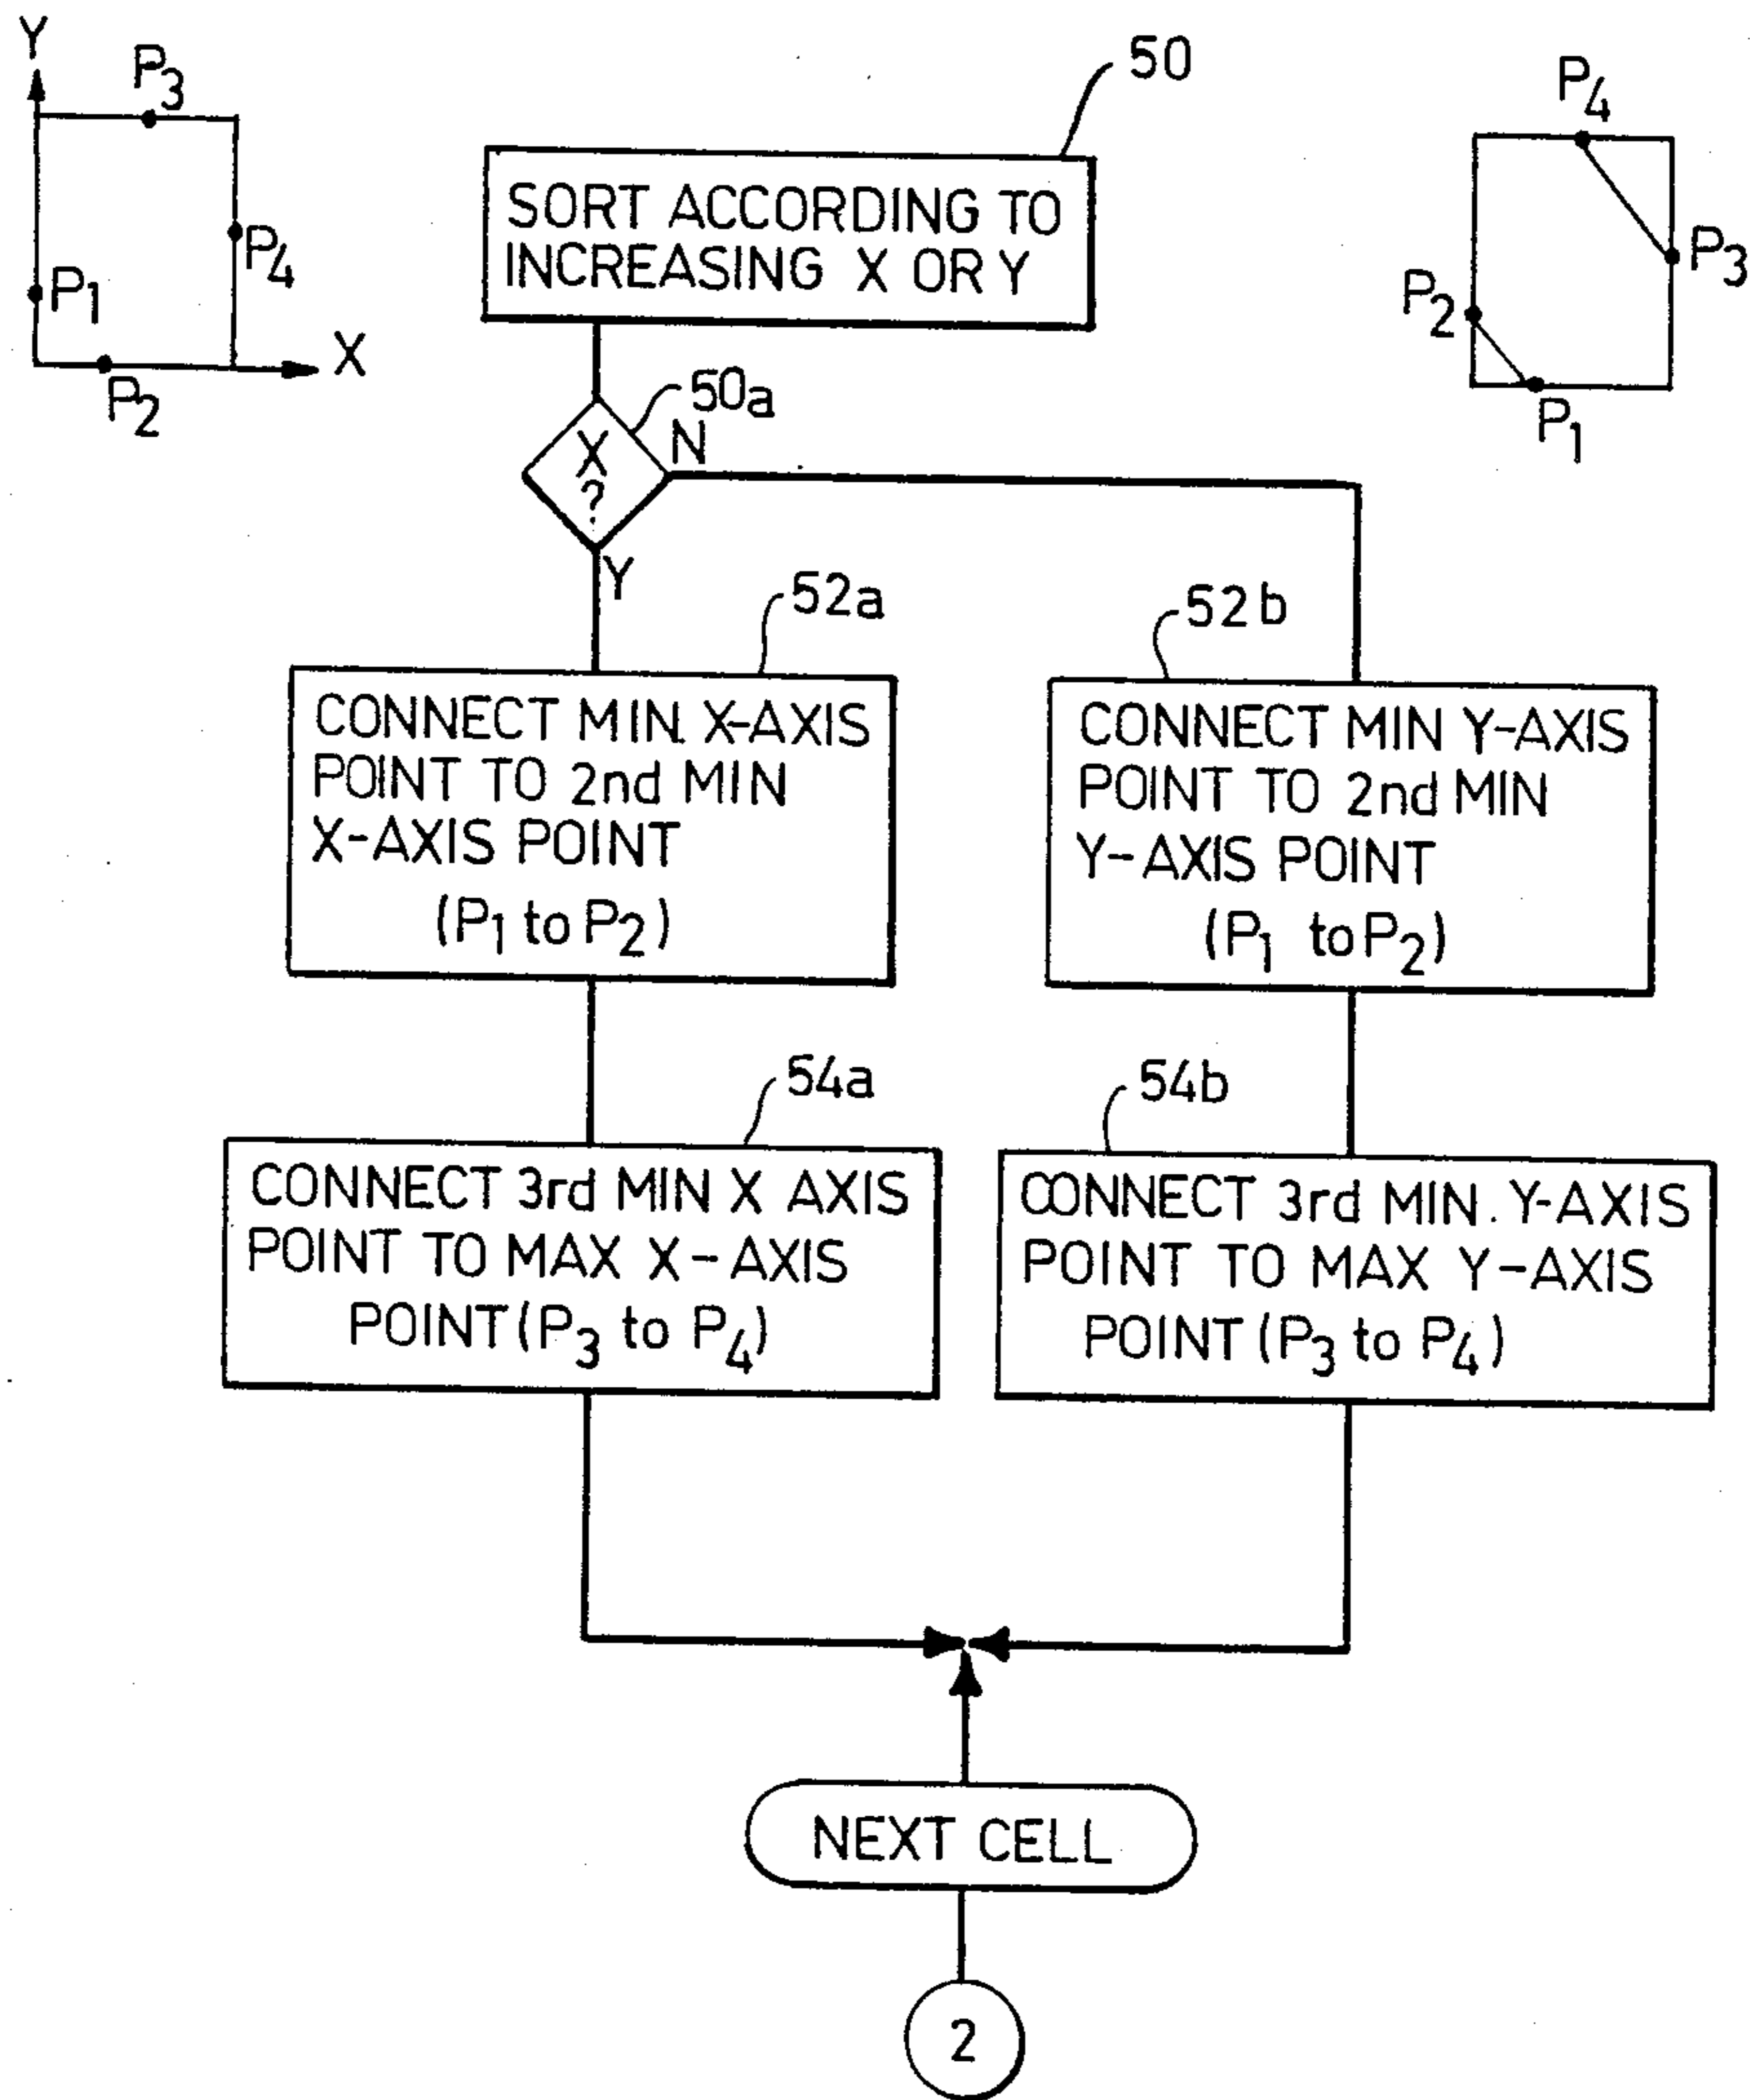 Y
P3
P4
P1
X
P2
50
SORT ACCORDING TO
INCREASING X OR Y
P4
P3
P2
P1
50a
X
?
N
Y
52a
CONNECT MIN. X-AXIS
POINT TO 2nd MIN
X-AXIS POINT
(P1 to P2)
52b
CONNECT MIN Y-AXIS
POINT TO 2nd MIN
Y-AXIS POINT
(P1 to P2)
54a
CONNECT 3rd MIN X AXIS
POINT TO MAX X-AXIS
POINT (P3 to P4)
54b
CONNECT 3rd MIN. Y-AXIS
POINT TO MAX Y-AXIS
POINT (P3 to P4)
NEXT CELL
2